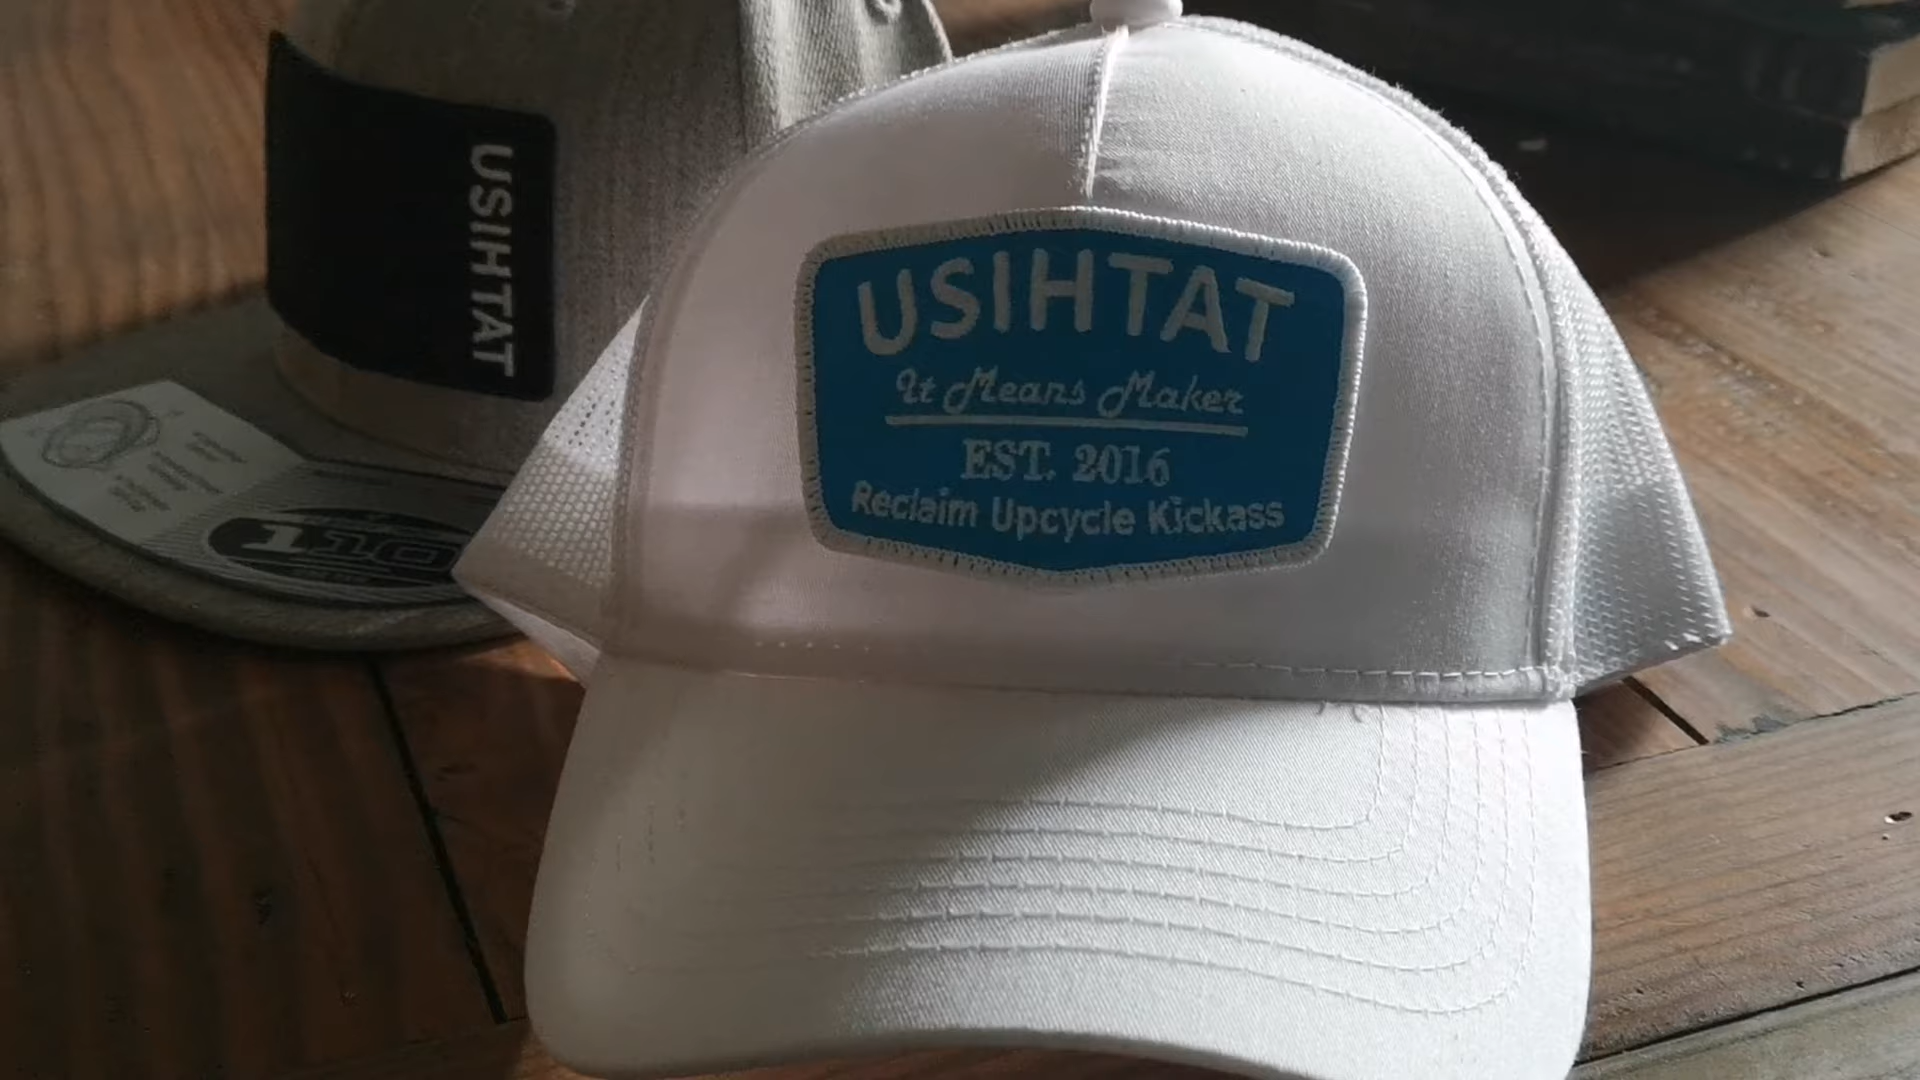 USIHTAT
USIHTAT
It Means Maker
EST. 2016
Reclaim Upcycle Kickass